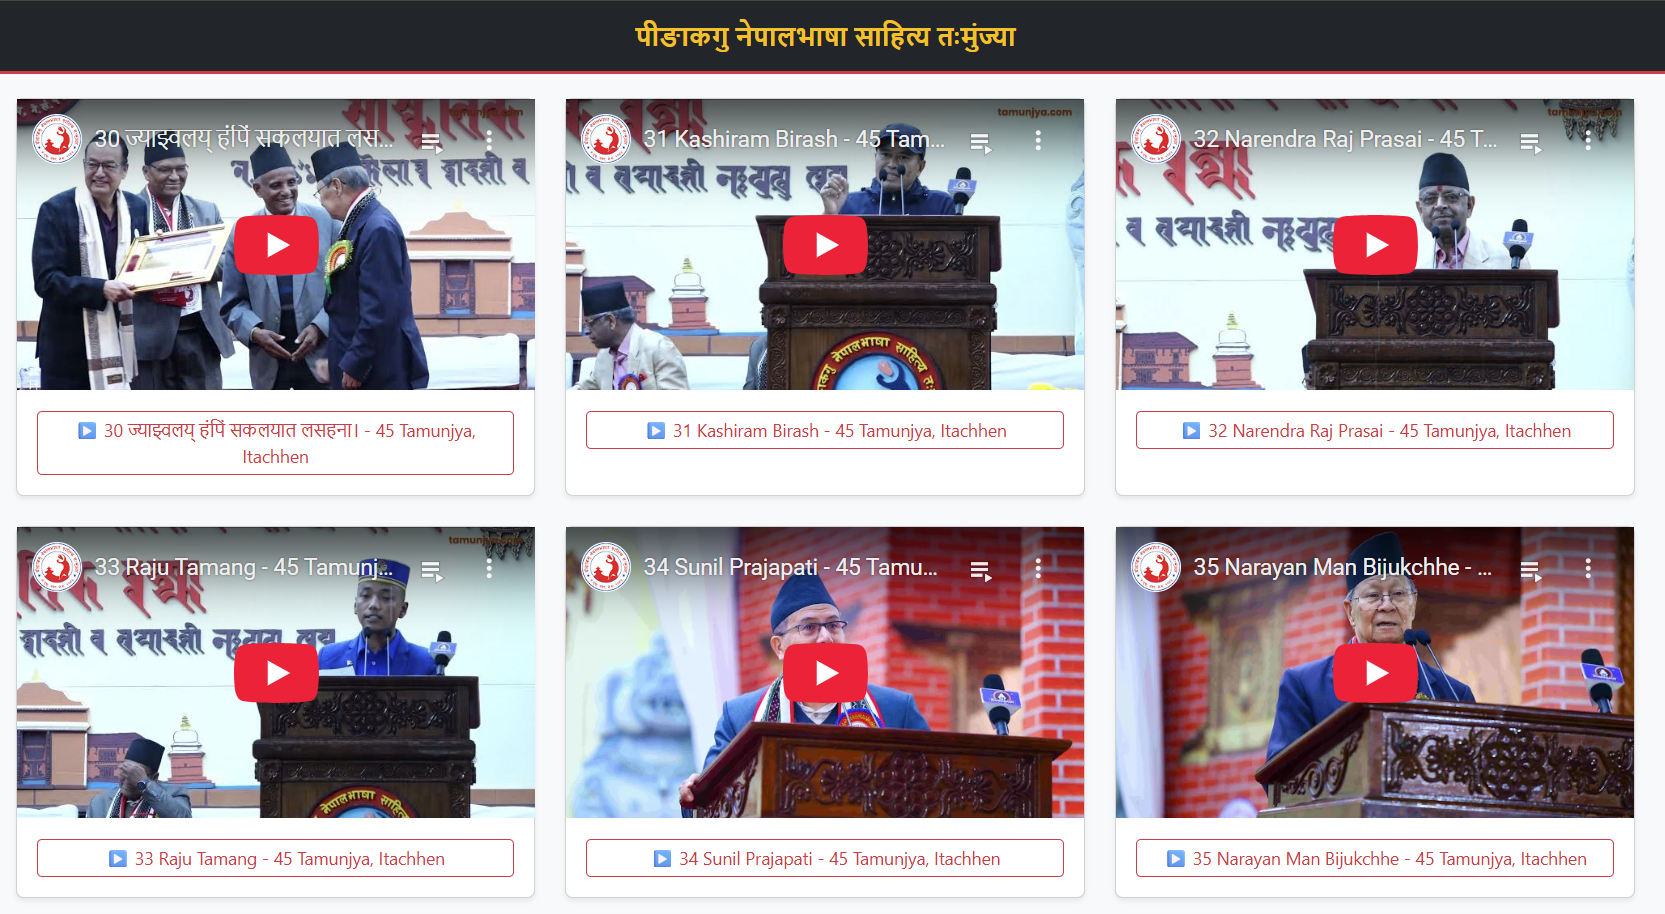 पीङाकगु नेपालभाषा साहित्य तःमुंज्या
30 ज्याझ्वलय् हंपिं सकलयात लस...
31 Kashiram Birash - 45 Tam...
tamunjya.com
32 Narendra Raj Prasai - 45 T...
▶ 30 ज्याझ्वलय् हंपिं सकलयात लसहना। - 45 Tamunjya,
Itachhen
▶ 31 Kashiram Birash - 45 Tamunjya, Itachhen
▶ 32 Narendra Raj Prasai - 45 Tamunjya, Itachhen
33 Raju Tamang - 45 Tamunj...
34 Sunil Prajapati - 45 Tamu...
35 Narayan Man Bijukchhe - ...
▶ 33 Raju Tamang - 45 Tamunjya, Itachhen
▶ 34 Sunil Prajapati - 45 Tamunjya, Itachhen
▶ 35 Narayan Man Bijukchhe - 45 Tamunjya, Itachhen